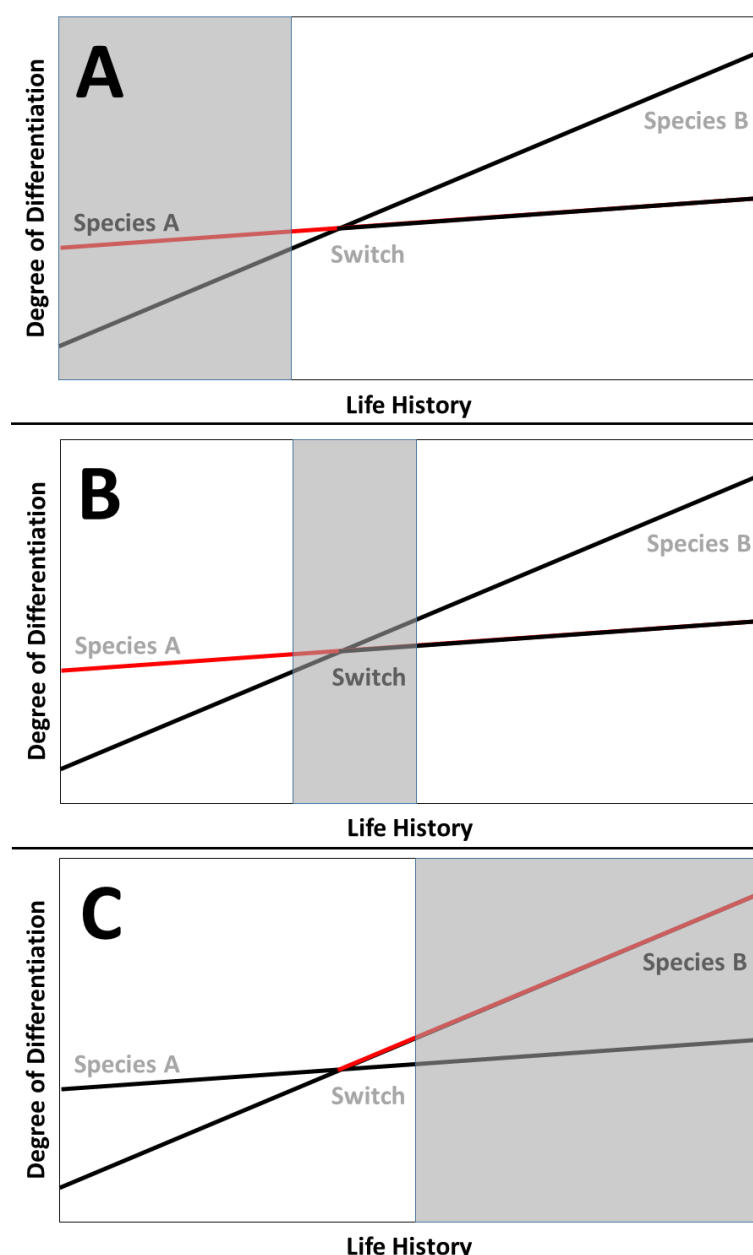 A
Degree of Differentiation
Species A
Species B
Switch
Life History
B
Degree of Differentiation
Species A
Species B
Switch
Life History
C
Degree of Differentiation
Species A
Species B
Switch
Life History